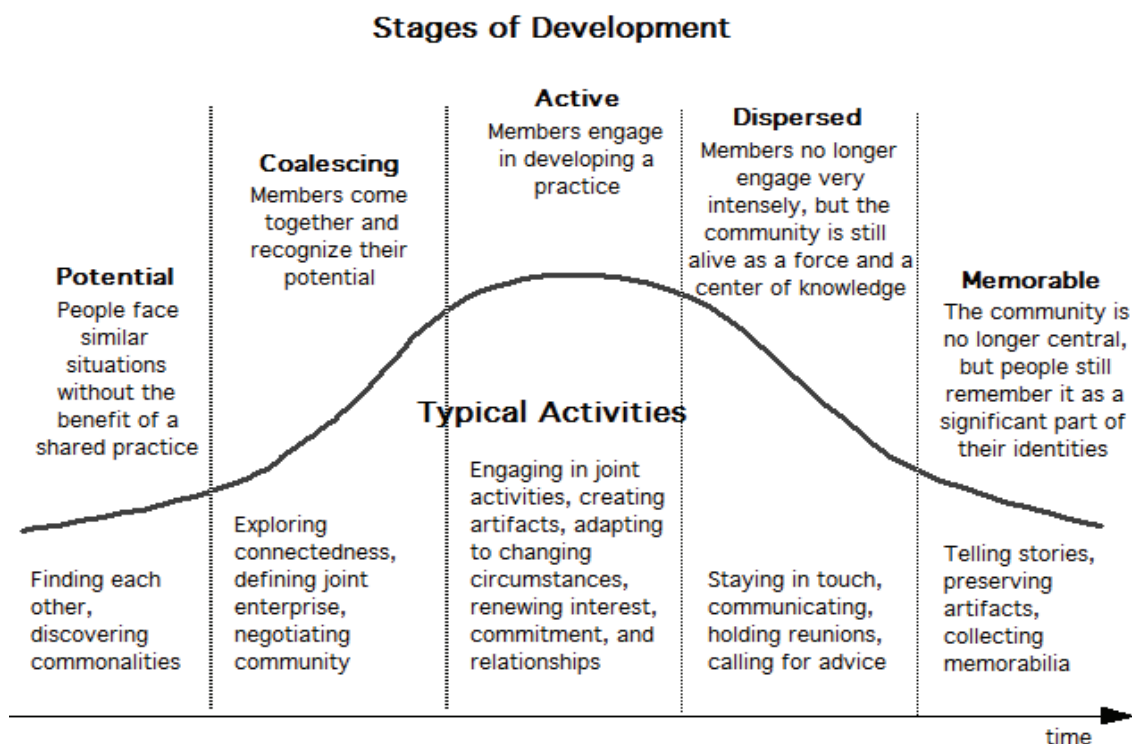 Stages of Development
Potential
People face
similar
situations
without the
benefit of a
shared practice
Coalescing
Members come
together and
recognize their
potential
Active
Members engage
in developing a
practice
Dispersed
Members no longer
engage very
intensely, but the
community is still
alive as a force and a
center of knowledge
Memorable
The community is
no longer central,
but people still
remember it as a
significant part of
their identities
Typical Activities
Finding each
other,
discovering
commonalities
Exploring
connectedness,
defining joint
enterprise,
negotiating
community
Engaging in joint
activities, creating
artifacts, adapting
to changing
circumstances,
renewing interest,
commitment, and
relationships
Staying in touch,
communicating,
holding reunions,
calling for advice
Telling stories,
preserving
artifacts,
collecting
memorabilia
time